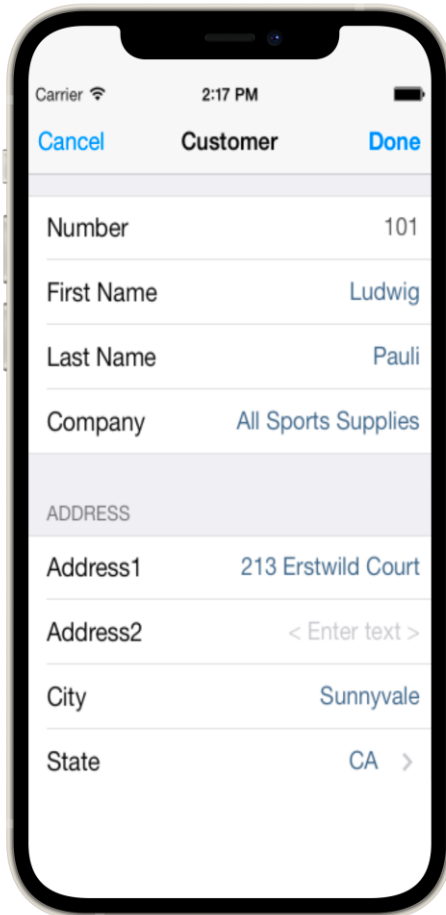 Carrier 2:17 PM
Cancel Customer Done
Number 101
First Name Ludwig
Last Name Pauli
Company All Sports Supplies
ADDRESS
Address1 213 Erstwild Court
Address2 < Enter text >
City Sunnyvale
State CA >